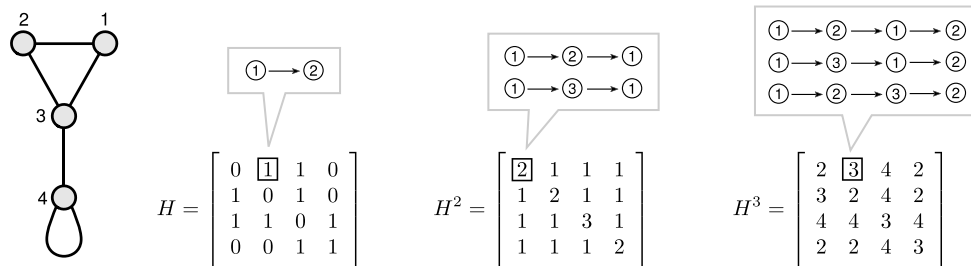 2 1
3
4
1 2
H = [ 0 1 1 0
1 0 1 0
1 1 0 1
0 0 1 1 ]
1 2 1
1 3 1
H² = [ 2 1 1 1
1 2 1 1
1 1 3 1
1 1 1 2 ]
1 2 1 2
1 3 1 2
1 2 3 2
H³ = [ 2 3 4 2
3 2 4 2
4 4 3 4
2 2 4 3 ]